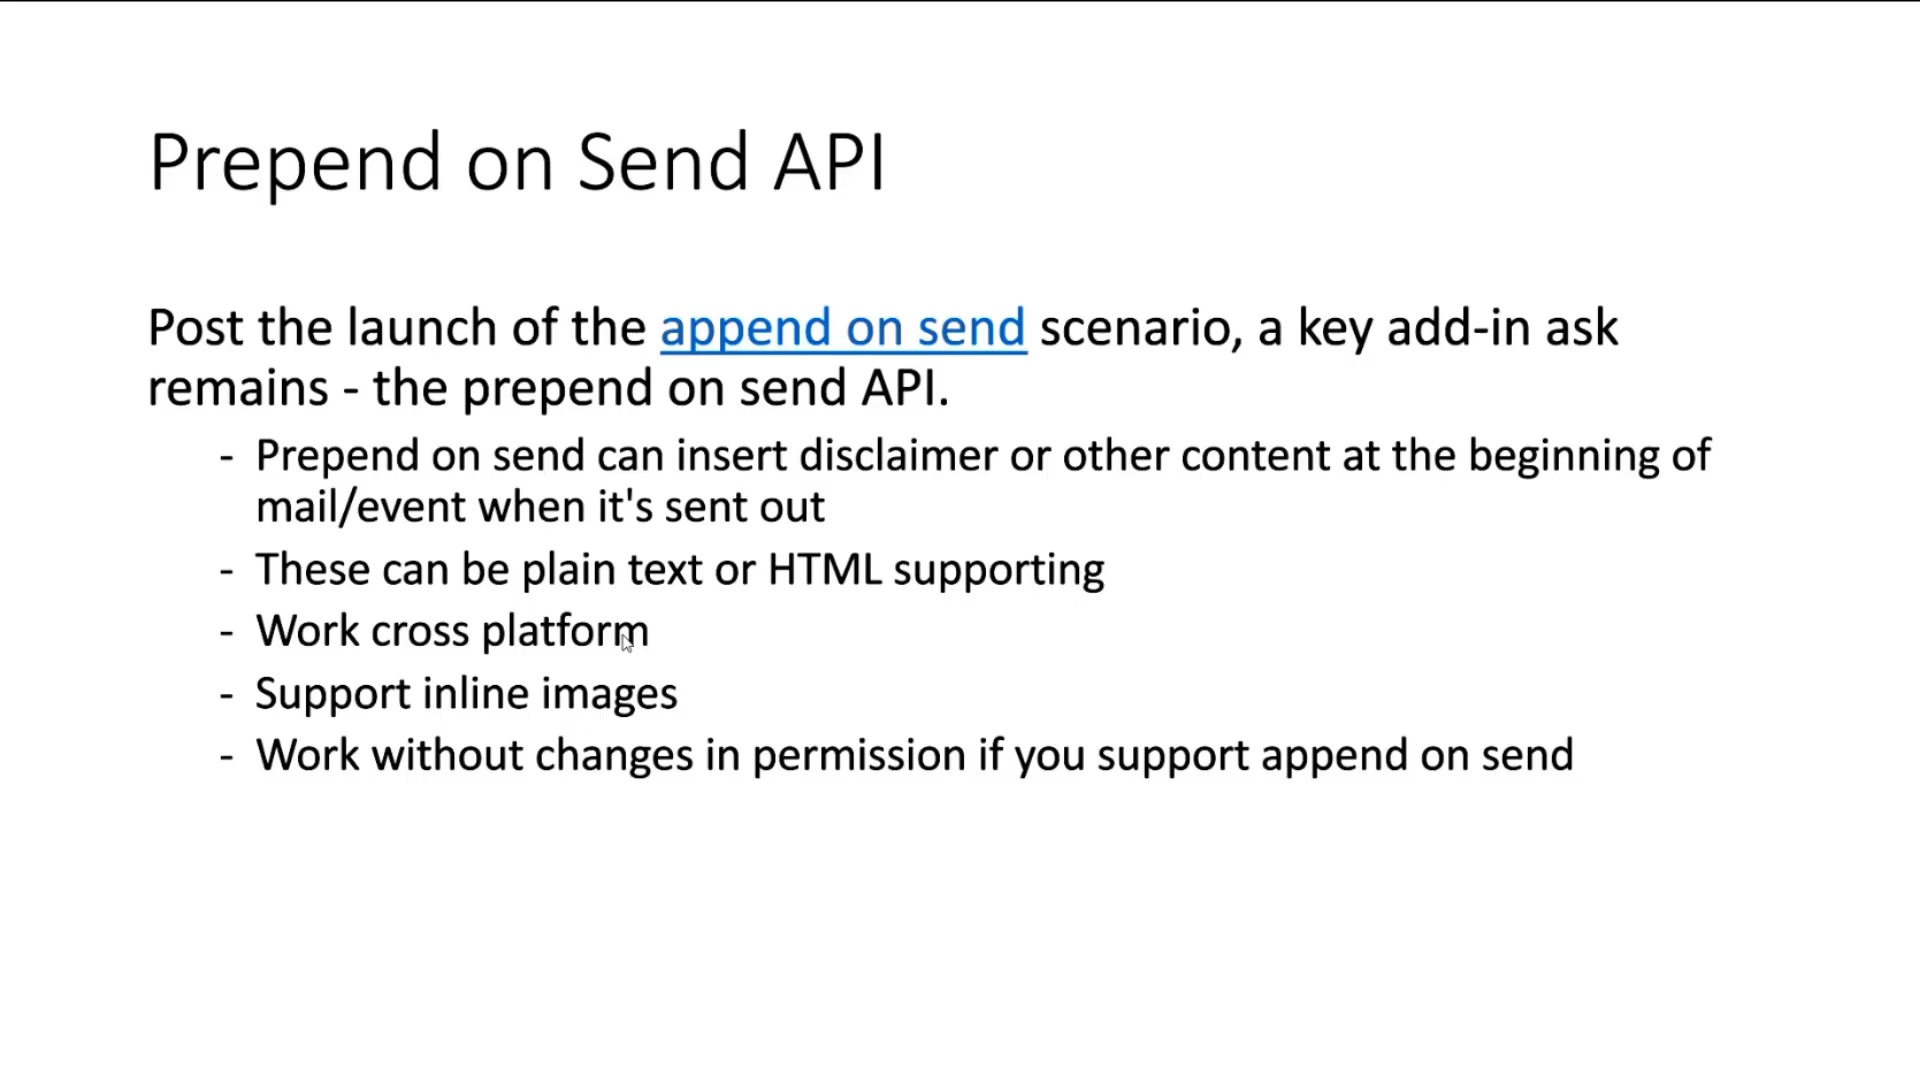 Prepend on Send API
Post the launch of the append on send scenario, a key add-in ask
remains - the prepend on send API.
- Prepend on send can insert disclaimer or other content at the beginning of
mail/event when it's sent out
- These can be plain text or HTML supporting
- Work cross platform
- Support inline images
- Work without changes in permission if you support append on send